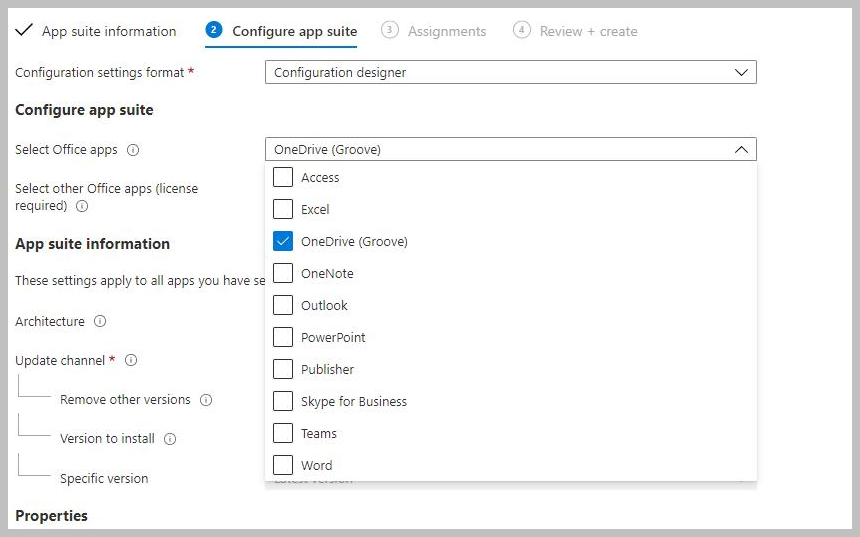 App suite information 2 Configure app suite 3 Assignments 4 Review + create
Configuration settings format * Configuration designer
Configure app suite
Select Office apps OneDrive (Groove)
Access
Select other Office apps (license
required)
Excel
App suite information
OneDrive (Groove)
These settings apply to all apps you have se
OneNote
Outlook
Architecture
PowerPoint
Update channel *
Publisher
Remove other versions
Skype for Business
Version to install
Teams
Word
Specific version
Latest version
Properties